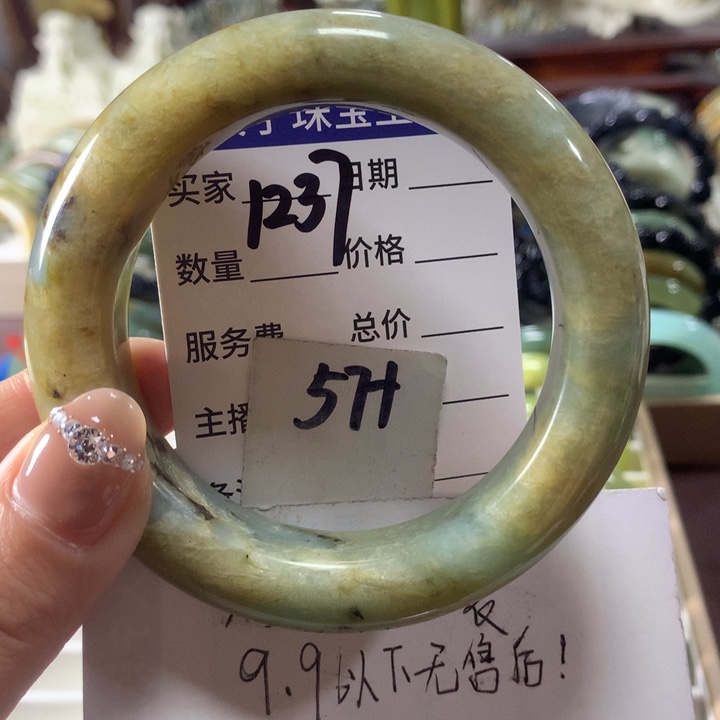 珠宝
买家 1237 日期
数量 价格
服务费 总价
主播
5H
9.9以下无售后!